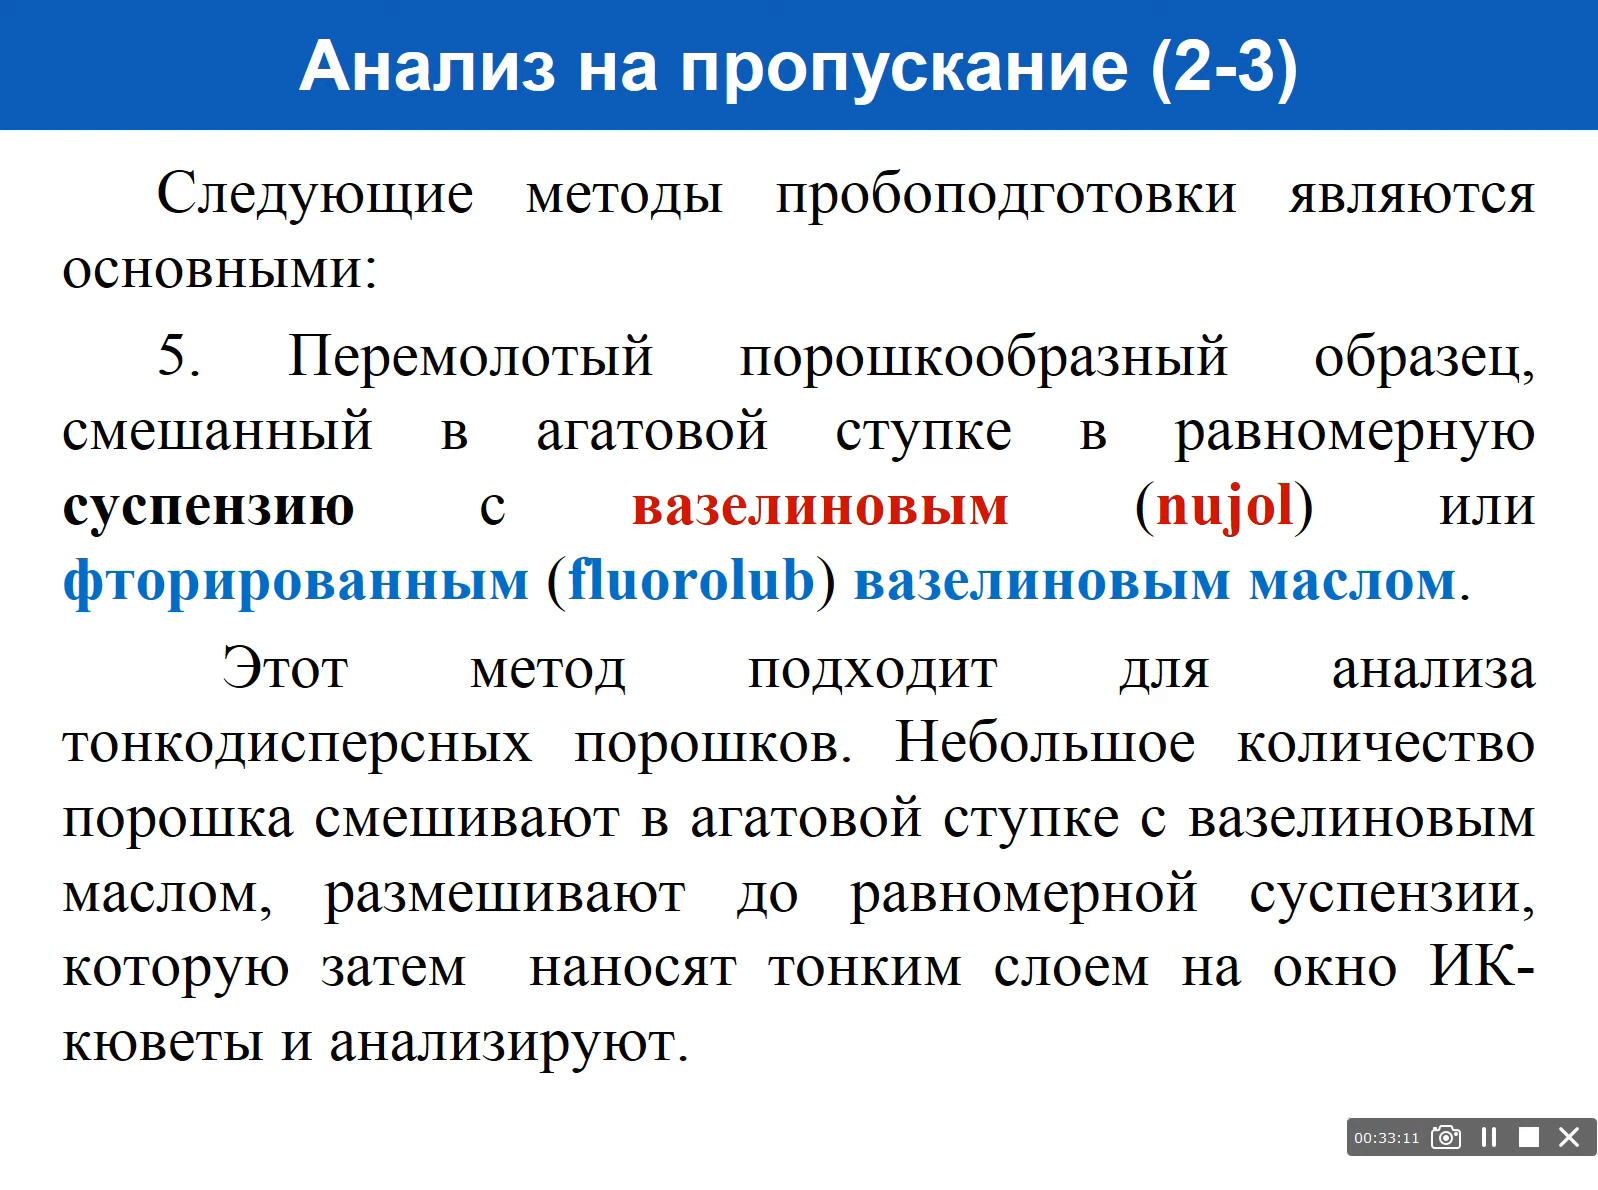 Анализ на пропускание (2-3)
Следующие методы пробоподготовки являются
основными:
5. Перемолотый порошкообразный образец,
смешанный в агатовой ступке в равномерную
суспензию с вазелиновым (nujol) или
фторированным (fluorolub) вазелиновым маслом.
Этот метод подходит для анализа
тонкодисперсных порошков. Небольшое количество
порошка смешивают в агатовой ступке с вазелиновым
маслом, размешивают до равномерной суспензии,
которую затем наносят тонким слоем на окно ИК-
кюветы и анализируют.
00:33:11